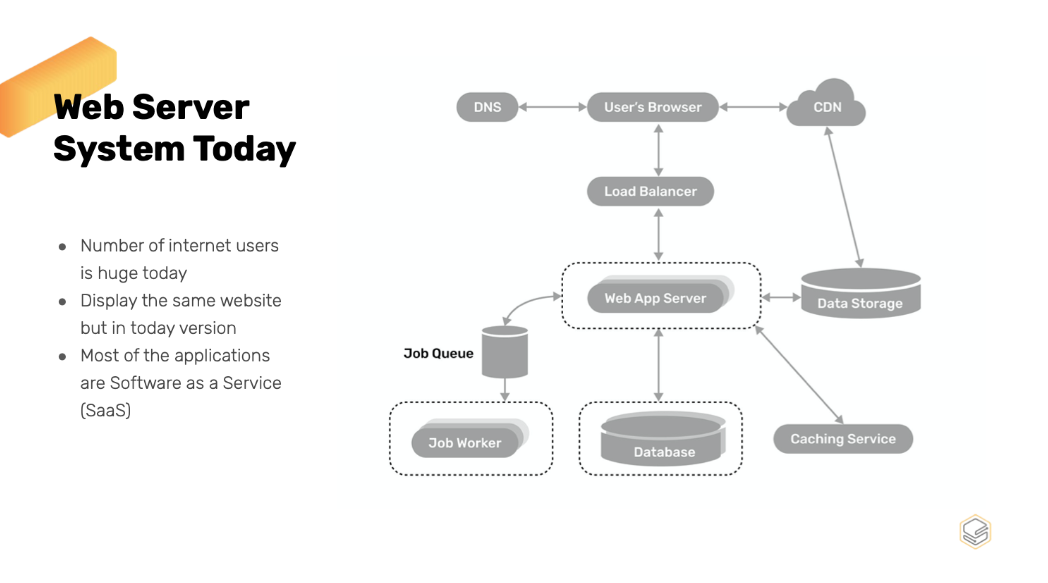 Web Server
System Today
● Number of internet users
is huge today
● Display the same website
but in today version
● Most of the applications
are Software as a Service
(SaaS)
DNS
User's Browser
CDN
Load Balancer
Web App Server
Data Storage
Job Queue
Job Worker
Database
Caching Service